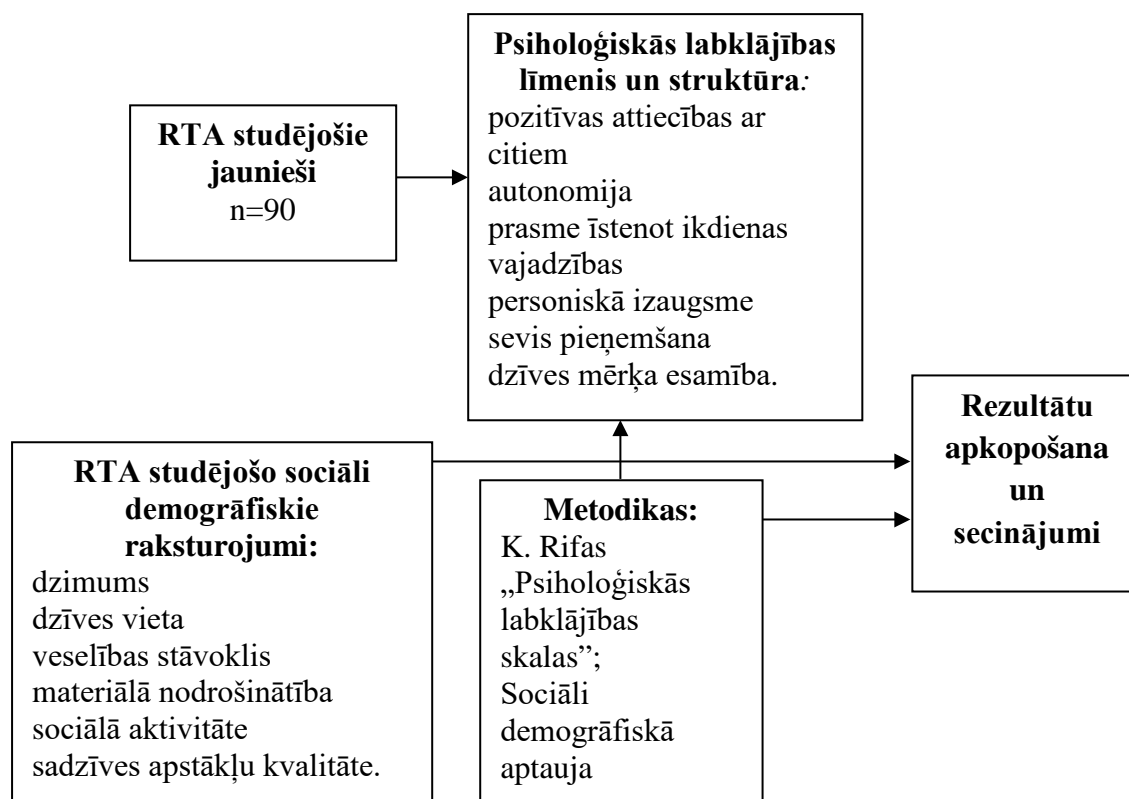 Psiholoģiskās labklājības
līmenis un struktūra:
pozitīvas attiecības ar
citiem
autonomija
prasme īstenot ikdienas
vajadzības
personiskā izaugsme
sevis pieņemšana
dzīves mērķa esamība.
RTA studējošie
jaunieši
n=90
RTA studējošo sociāli
demogrāfiskie
raksturojumi:
dzimums
dzīves vieta
veselības stāvoklis
materiālā nodrošinātība
sociālā aktivitāte
sadzīves apstākļu kvalitāte.
Metodikas:
K. Rifas
„Psiholoģiskās
labklājības
skalas”;
Sociāli
demogrāfiskā
aptauja
Rezultātu
apkopošana
un
secinājumi